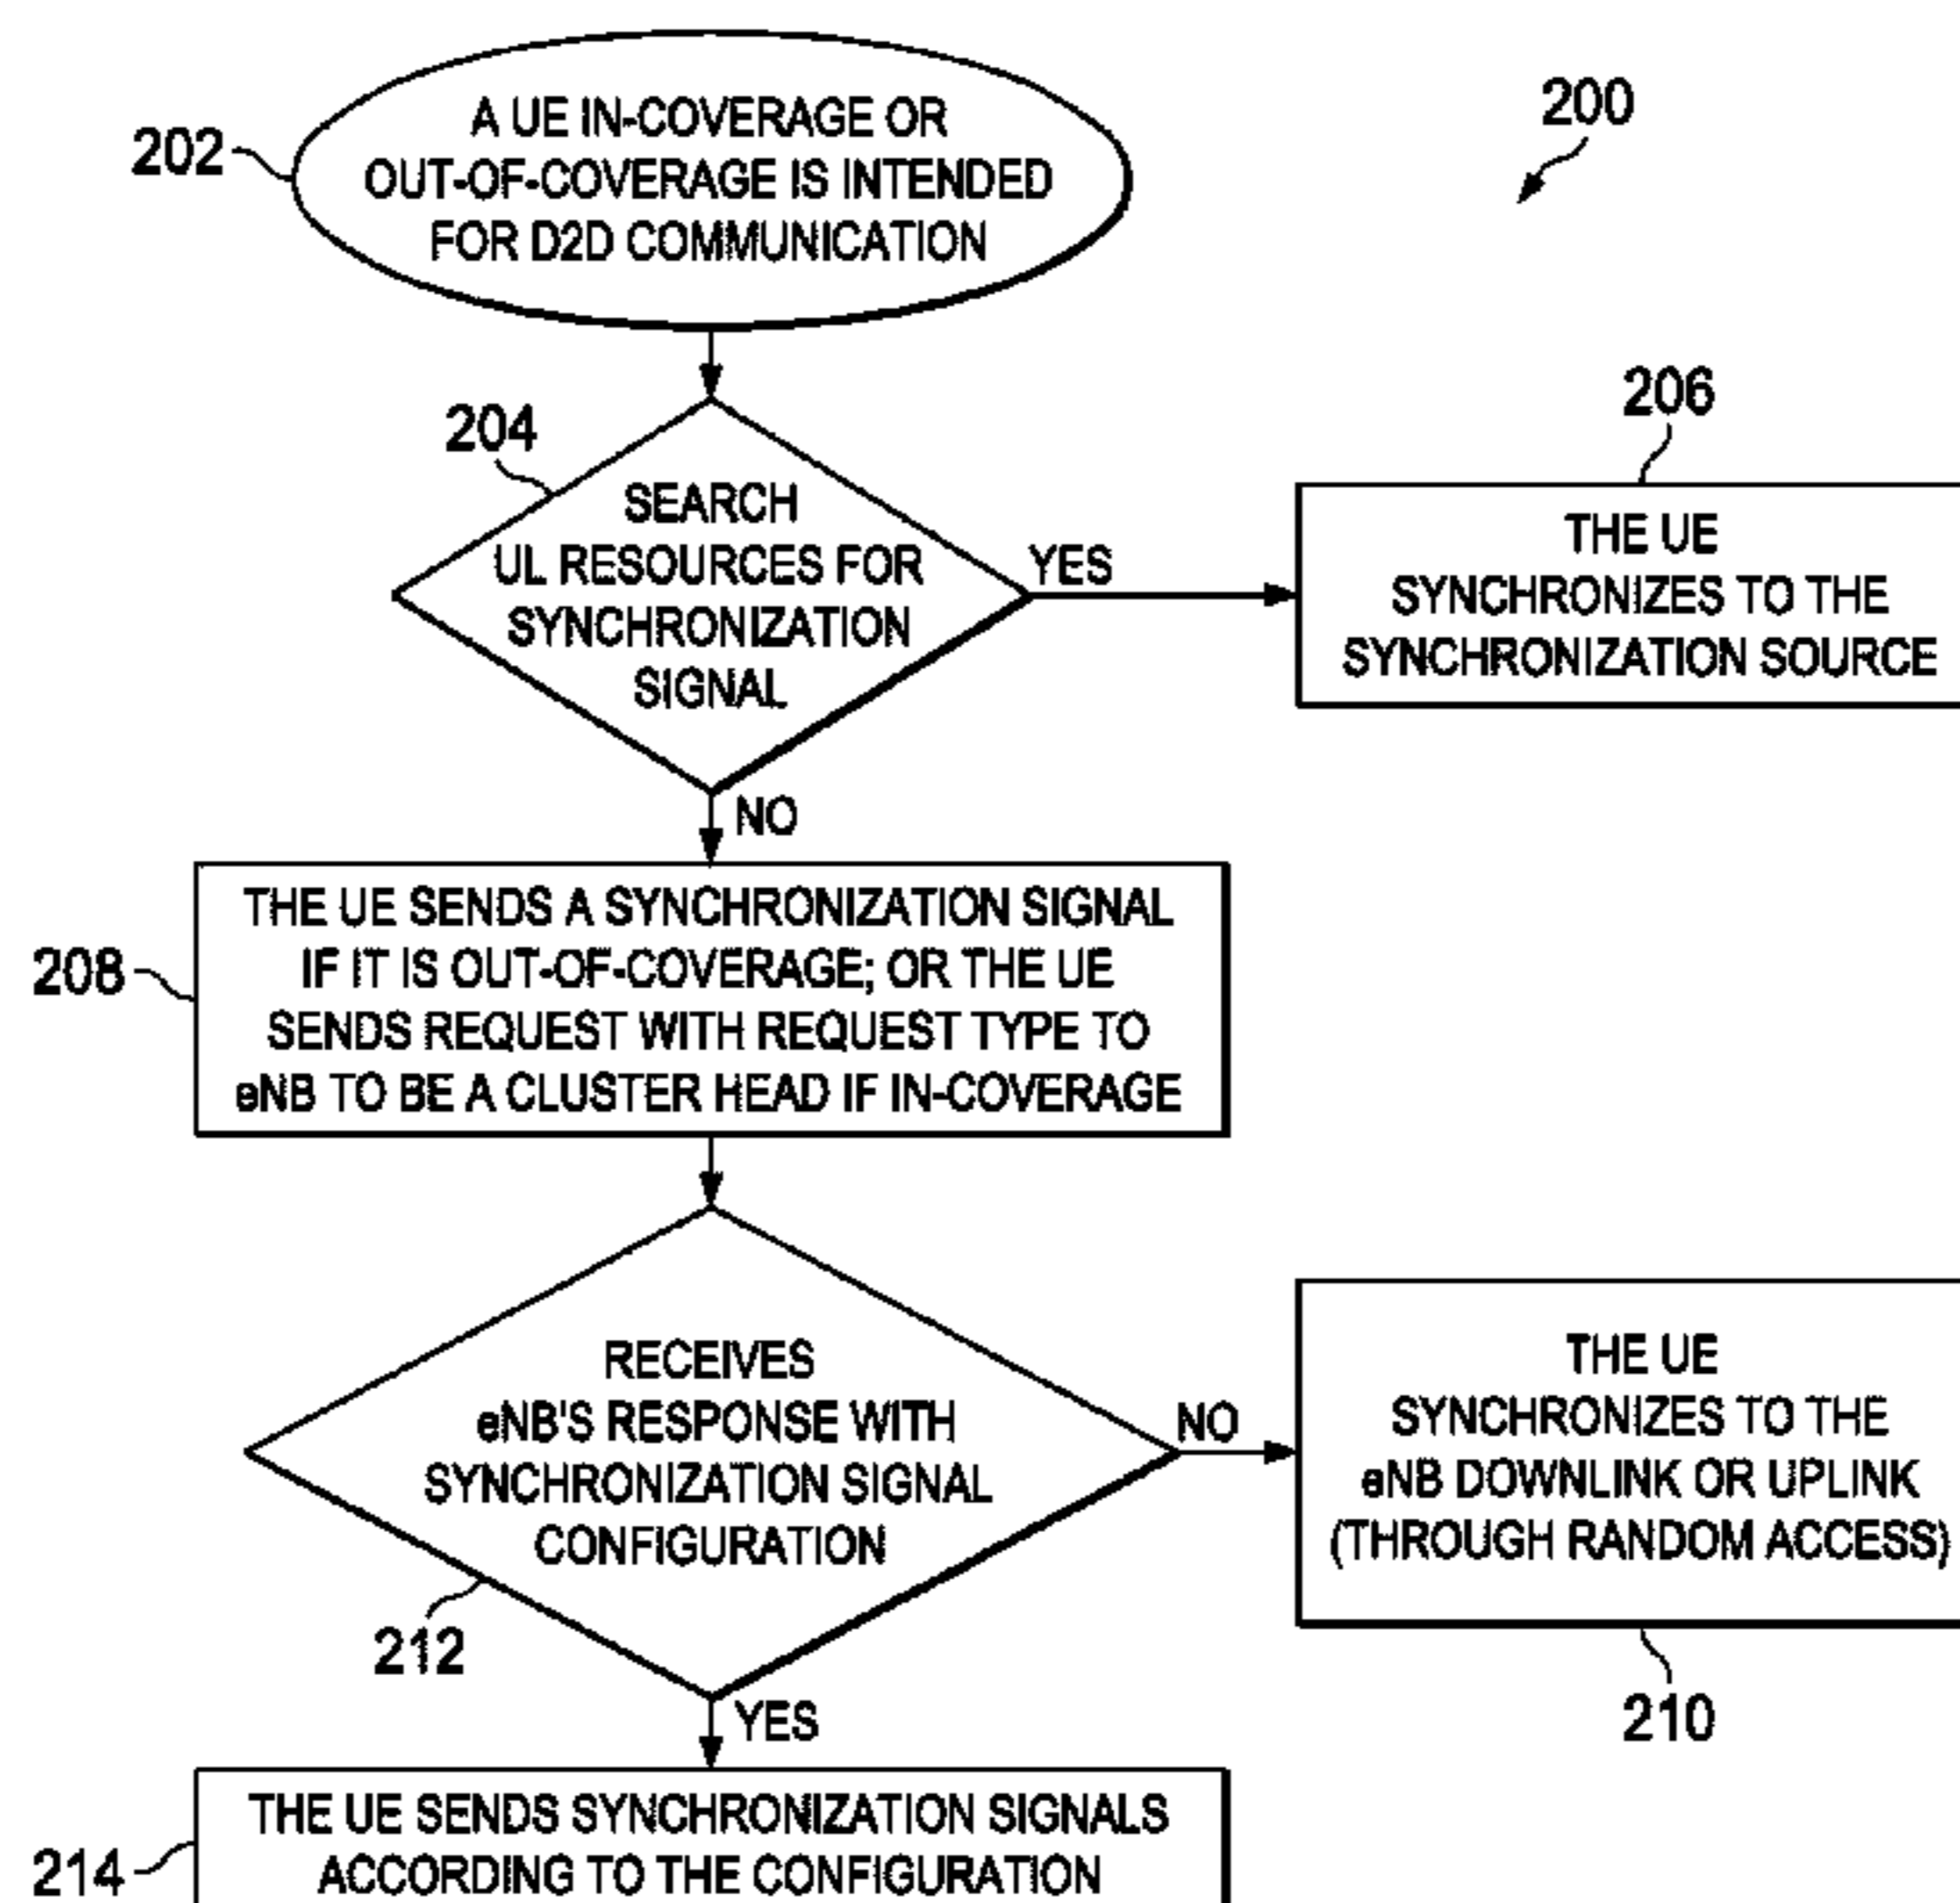 200
202
A UE IN-COVERAGE OR
OUT-OF-COVERAGE IS INTENDED
FOR D2D COMMUNICATION
204
SEARCH
UL RESOURCES FOR
SYNCHRONIZATION
SIGNAL
YES
206
THE UE
SYNCHRONIZES TO THE
SYNCHRONIZATION SOURCE
NO
208
THE UE SENDS A SYNCHRONIZATION SIGNAL
IF IT IS OUT-OF-COVERAGE; OR THE UE
SENDS REQUEST WITH REQUEST TYPE TO
eNB TO BE A CLUSTER HEAD IF IN-COVERAGE
RECEIVES
eNB'S RESPONSE WITH
SYNCHRONIZATION SIGNAL
CONFIGURATION
212
NO
THE UE
SYNCHRONIZES TO THE
eNB DOWNLINK OR UPLINK
(THROUGH RANDOM ACCESS)
210
YES
214
THE UE SENDS SYNCHRONIZATION SIGNALS
ACCORDING TO THE CONFIGURATION